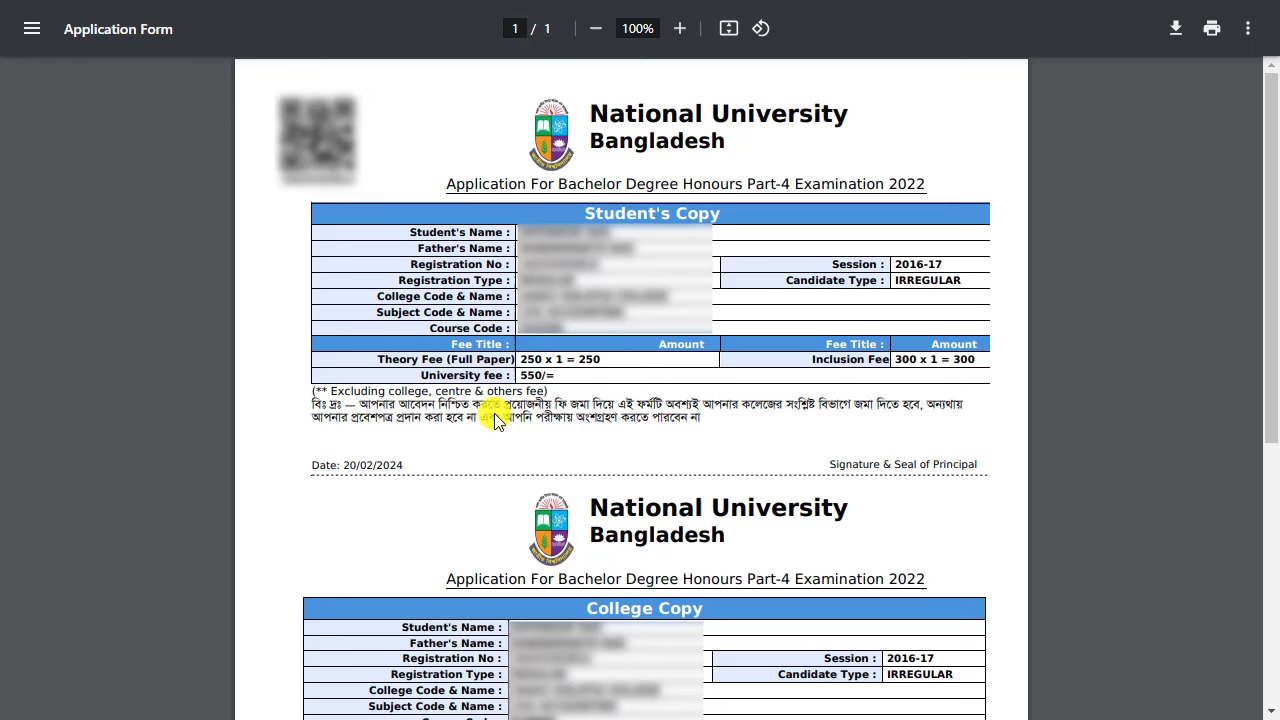 Application Form
1 / 1
100%
National University
Bangladesh
Application For Bachelor Degree Honours Part-4 Examination 2022
Student's Copy
Student's Name :
Father's Name :
Registration No :
Session : 2016-17
Registration Type :
Candidate Type : IRREGULAR
College Code & Name :
Subject Code & Name :
Course Code :
Fee Title : Amount Fee Title : Amount
Theory Fee (Full Paper) 250 x 1 = 250 Inclusion Fee 300 x 1 = 300
University fee : 550/=
(** Excluding college, centre & others fee)
বিঃ দ্রঃ — আপনার আবেদন নিশ্চিত করতে প্রয়োজনীয় ফি জমা দিয়ে এই ফর্মটি অবশ্যই আপনার কলেজের সংশ্লিষ্ট বিভাগে জমা দিতে হবে, অন্যথায়
আপনার প্রবেশপত্র প্রদান করা হবে না এবং আপনি পরীক্ষায় অংশগ্রহণ করতে পারবেন না
Date: 20/02/2024
Signature & Seal of Principal
National University
Bangladesh
Application For Bachelor Degree Honours Part-4 Examination 2022
College Copy
Student's Name :
Father's Name :
Registration No :
Session : 2016-17
Registration Type :
Candidate Type : IRREGULAR
College Code & Name :
Subject Code & Name :